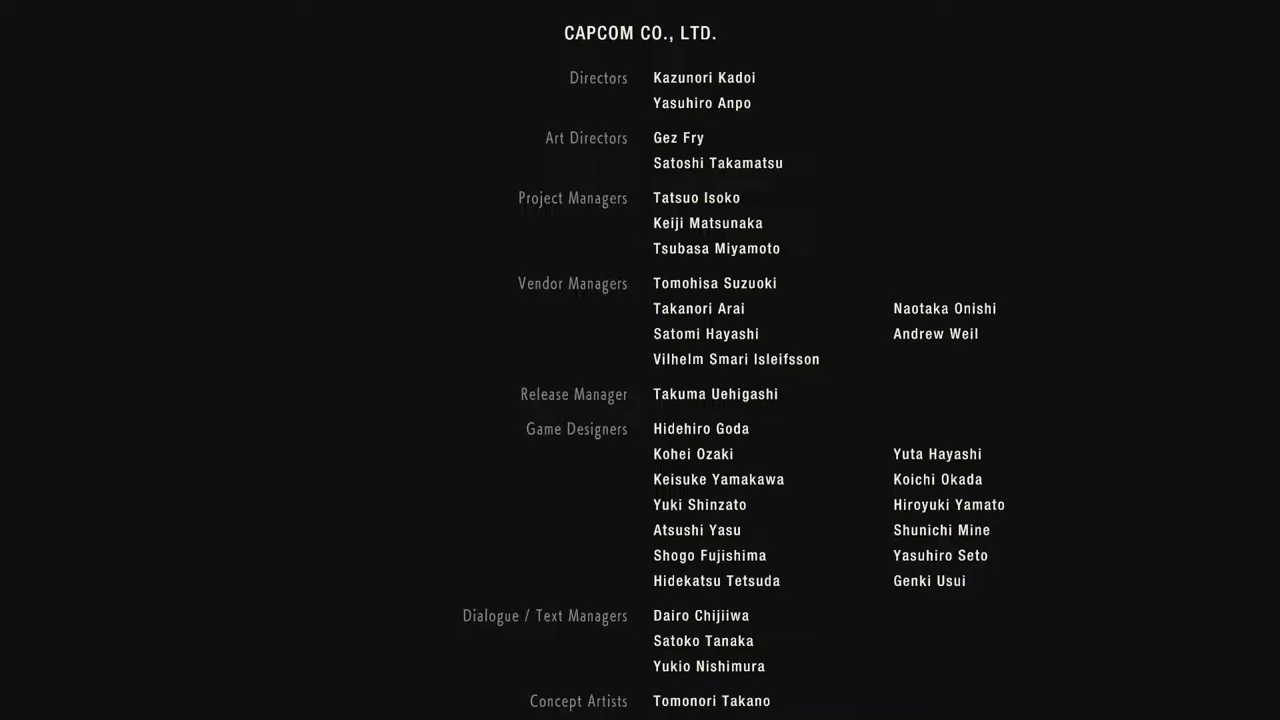 CAPCOM CO., LTD.
Directors Kazunori Kadoi
Yasuhiro Anpo
Art Directors Gez Fry
Satoshi Takamatsu
Project Managers Tatsuo Isoko
Keiji Matsunaka
Tsubasa Miyamoto
Vendor Managers Tomohisa Suzuoki
Takanori Arai Naotaka Onishi
Satomi Hayashi Andrew Weil
Vilhelm Smari Isleifsson
Release Manager Takuma Uehigashi
Game Designers Hidehiro Goda
Kohei Ozaki Yuta Hayashi
Keisuke Yamakawa Koichi Okada
Yuki Shinzato Hiroyuki Yamato
Atsushi Yasu Shunichi Mine
Shogo Fujishima Yasuhiro Seto
Hidekatsu Tetsuda Genki Usui
Dialogue / Text Managers Dairo Chijiiwa
Satoko Tanaka
Yukio Nishimura
Concept Artists Tomonori Takano